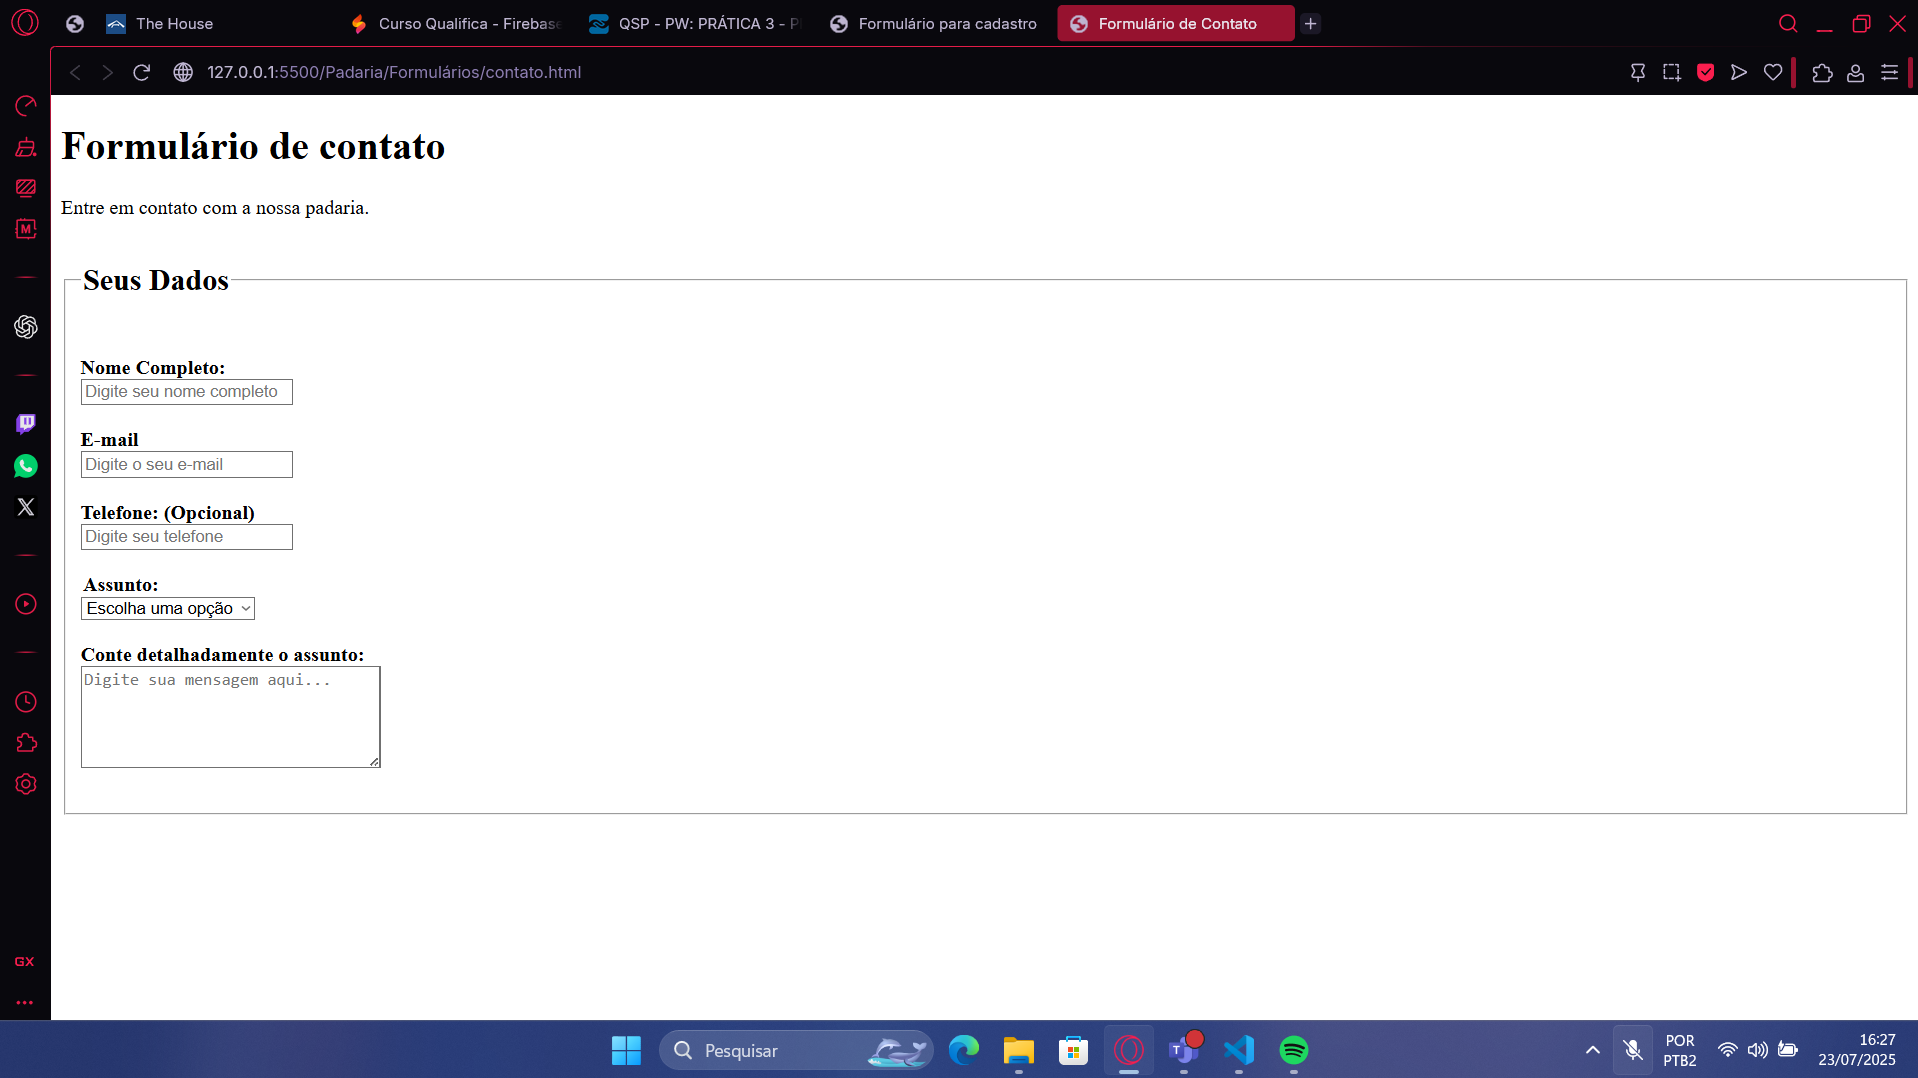 The House
Curso Qualifica - Firebase
QSP - PW: PRÁTICA 3 - P
Formulário para cadastro
Formulário de Contato
127.0.0.1:5500/Padaria/Formulários/contato.html
Formulário de contato
Entre em contato com a nossa padaria.
Seus Dados
Nome Completo:
Digite seu nome completo
E-mail
Digite o seu e-mail
Telefone: (Opcional)
Digite seu telefone
Assunto:
Escolha uma opção
Conte detalhadamente o assunto:
Digite sua mensagem aqui...
M
GX
Pesquisar
T
POR
PTB2
16:27
23/07/2025